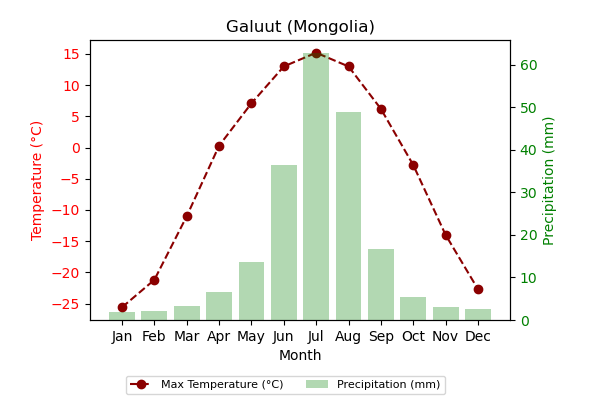 Galuut (Mongolia)
15
10
5
0
−5
−10
−15
−20
−25
Temperature (°C)
60
50
40
30
20
10
0
Precipitation (mm)
Jan Feb Mar Apr May Jun Jul Aug Sep Oct Nov Dec
Month
Max Temperature (°C) Precipitation (mm)